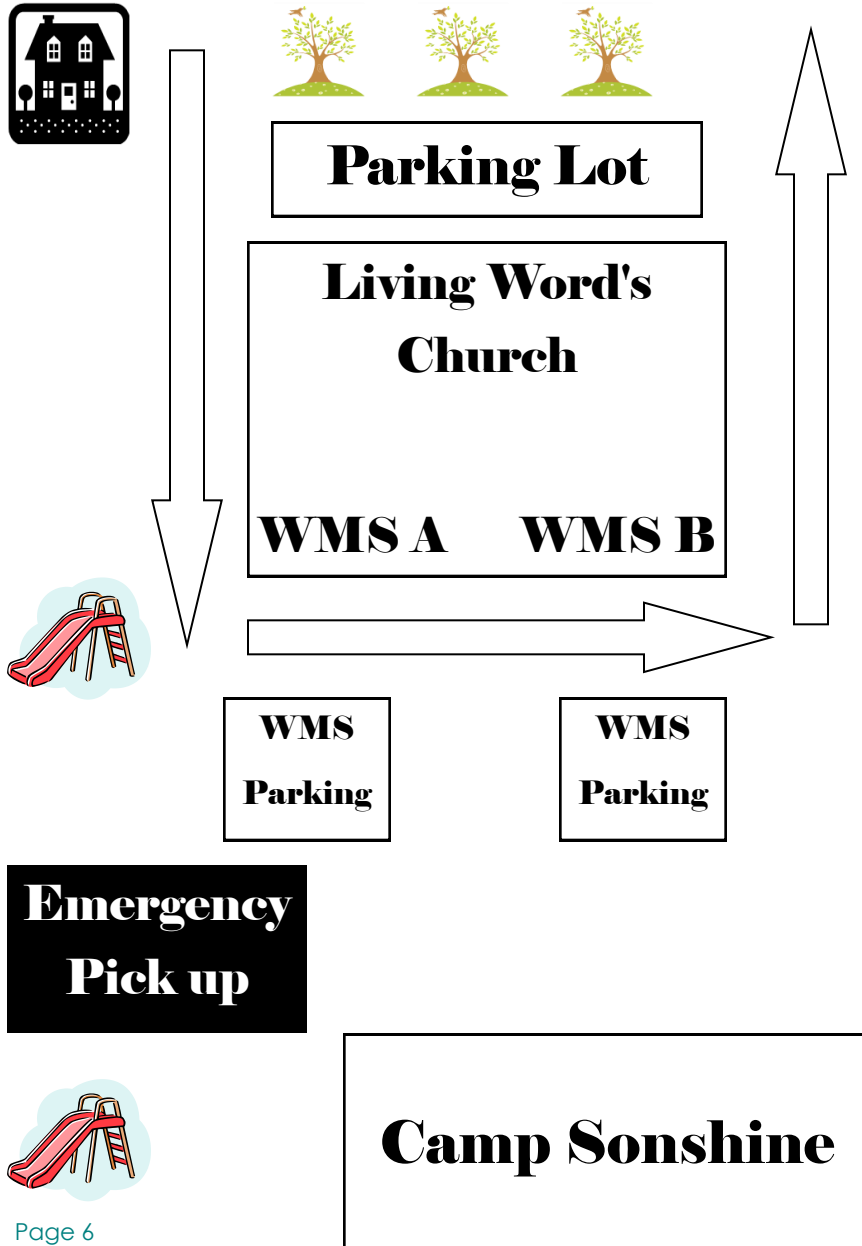 Parking Lot
Living Word's
Church
WMS A
WMS B
WMS
Parking
WMS
Parking
Emergency
Pick up
Camp Sonshine
Page 6